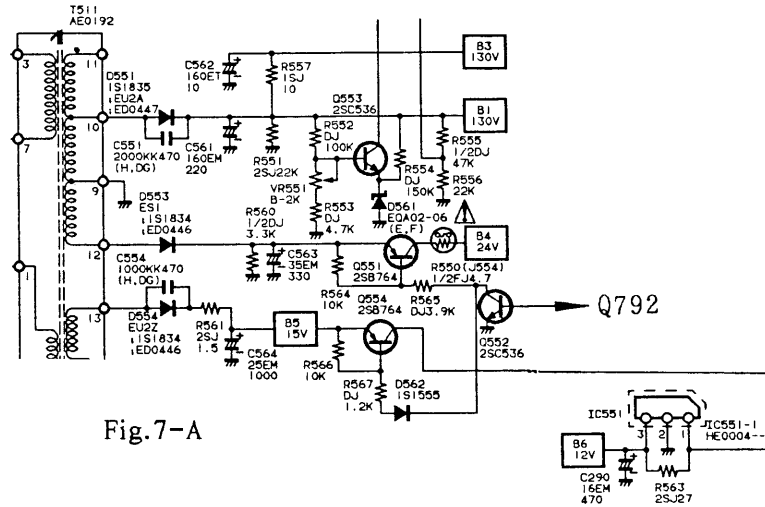 T511
AE0192
3
11
D551
1S1835
¡EU2A
¡ED0447
C562
160ET
10
R557
1SJ
10
B3
130V
Q553
2SC536
B1
130V
10
7
C551
2000KK470
(H,DG)
C561
160EM
220
R551
2SJ22K
R552
DJ
100K
VR551
B-2K
R553
DJ
4.7K
R554
DJ
150K
D561
EQA02-06
(E,F)
R555
1/2DJ
47K
R556
22K
9
D553
ES1
¡1S1834
¡ED0446
R560
1/2DJ
3.3K
C563
35EM
330
B4
24V
12
C554
1000KK470
(H,DG)
R564
10K
Q551
2SB764
R550(J554)
1/2FJ4.7
R565
DJ3.9K
1
13
D554
EU2Z
¡1S1834
¡ED0446
R561
2SJ
1.5
C564
25EM
1000
B5
15V
Q554
2SB764
Q552
2SC536
Q792
R566
10K
R567
DJ
1.2K
D562
1S1555
Fig.7-A
IC551
IC551-1
HE0004--
3
2
1
B6
12V
C290
16EM
470
R563
2SJ27